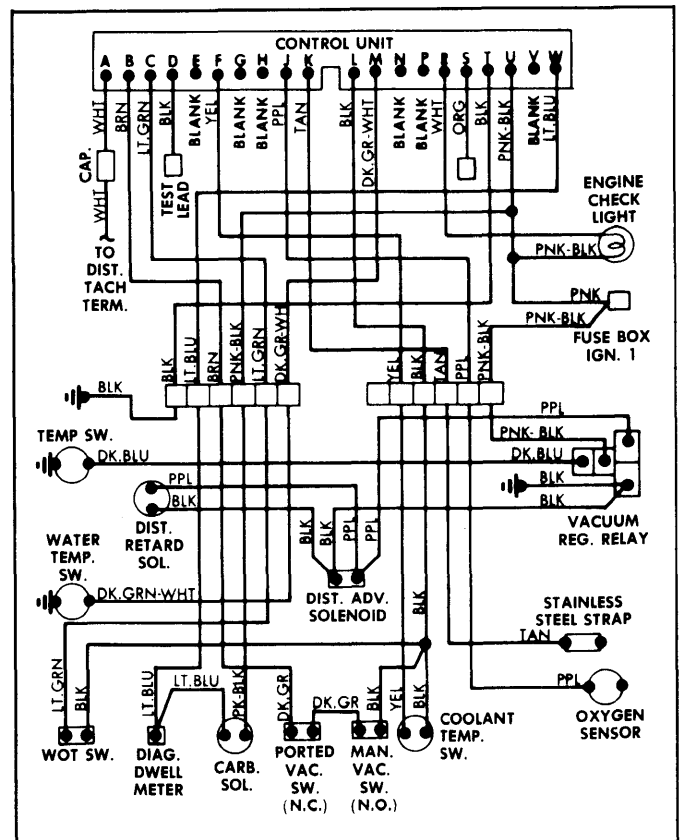 CONTROL UNIT
A B C D E F G H J K L M N P R S T U V W
WHT
BRN
LT.GRN
BLK
BLANK
YEL
BLANK
BLANK
PPL
TAN
BLK
DK.GR-WHT
BLANK
BLANK
WHT
ORG
BLK
PNK-BLK
BLANK
LT.BLU
CAP.
WHT
TEST
LEAD
TO
DIST.
TACH
TERM.
ENGINE
CHECK
LIGHT
PNK-BLK
PNK
PNK-BLK
FUSE BOX
IGN. 1
BLK
LT.BLU
BRN
PNK-BLK
LT.GRN
DK.GR-WH
YEL
BLK
TAN
PPL
PNK-BLK
BLK
PPL
PNK-BLK
TEMP SW.
DK.BLU
DK.BLU
PPL
BLK
BLK
BLK
DIST.
RETARD
SOL.
BLK
BLK
PPL
PPL
VACUUM
REG. RELAY
WATER
TEMP.
SW.
DK.GRN-WHT
DIST. ADV.
SOLENOID
BLK
STAINLESS
STEEL STRAP
TAN
LT.GRN
BLK
LT.BLU
LT.BLU
PK-BLK
DK.GR
DK.GR
BLK
YEL
BLK
PPL
OXYGEN
SENSOR
WOT SW.
DIAG.
DWELL
METER
CARB.
SOL.
PORTED
VAC.
SW.
(N.C.)
MAN.
VAC.
SW.
(N.O.)
COOLANT
TEMP.
SW.